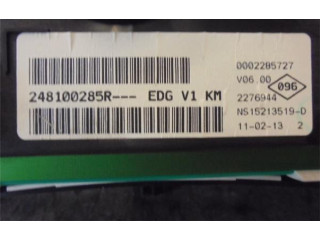 0002285727
V06.00
096
248100285R--- EDG V1 KM
2276944
NS15213519-D
11-02-13 2